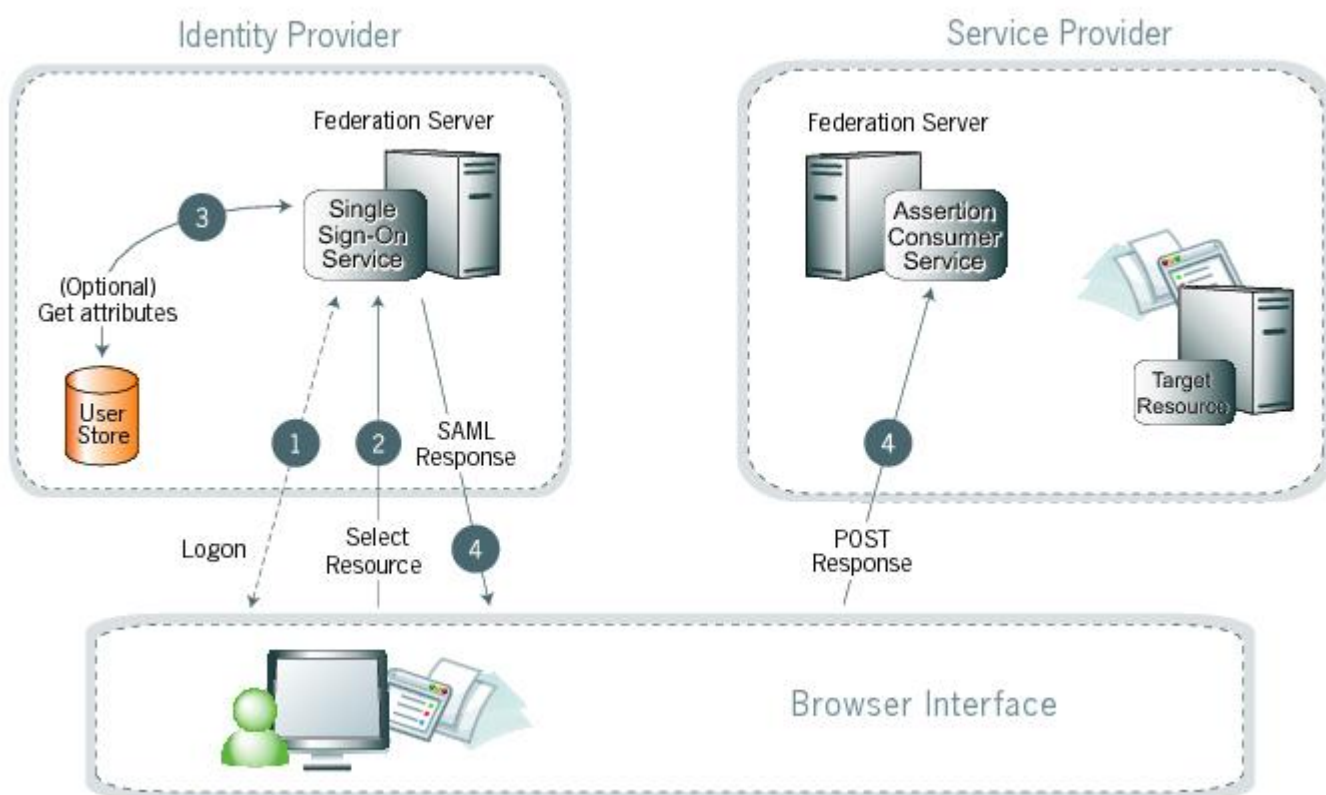 Identity Provider
Service Provider
Federation Server
Single
Sign-On
Service
3
(Optional)
Get attributes
User
Store
1
2
SAML
Response
4
Logon
Select
Resource
Federation Server
Assertion
Consumer
Service
Target
Resource
4
POST
Response
Browser Interface